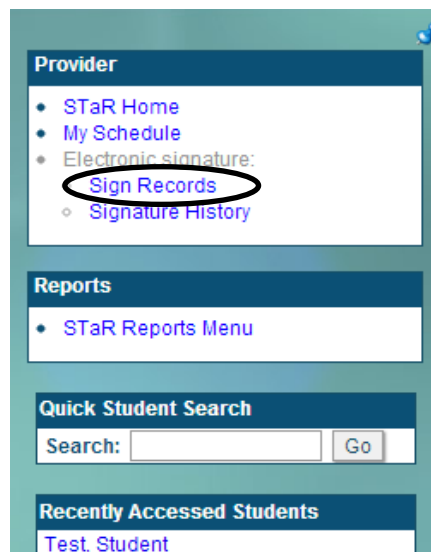 Provider
STaR Home
My Schedule
Electronic signature:
Sign Records
Signature History
Reports
STaR Reports Menu
Quick Student Search
Search: Go
Recently Accessed Students
Test, Student